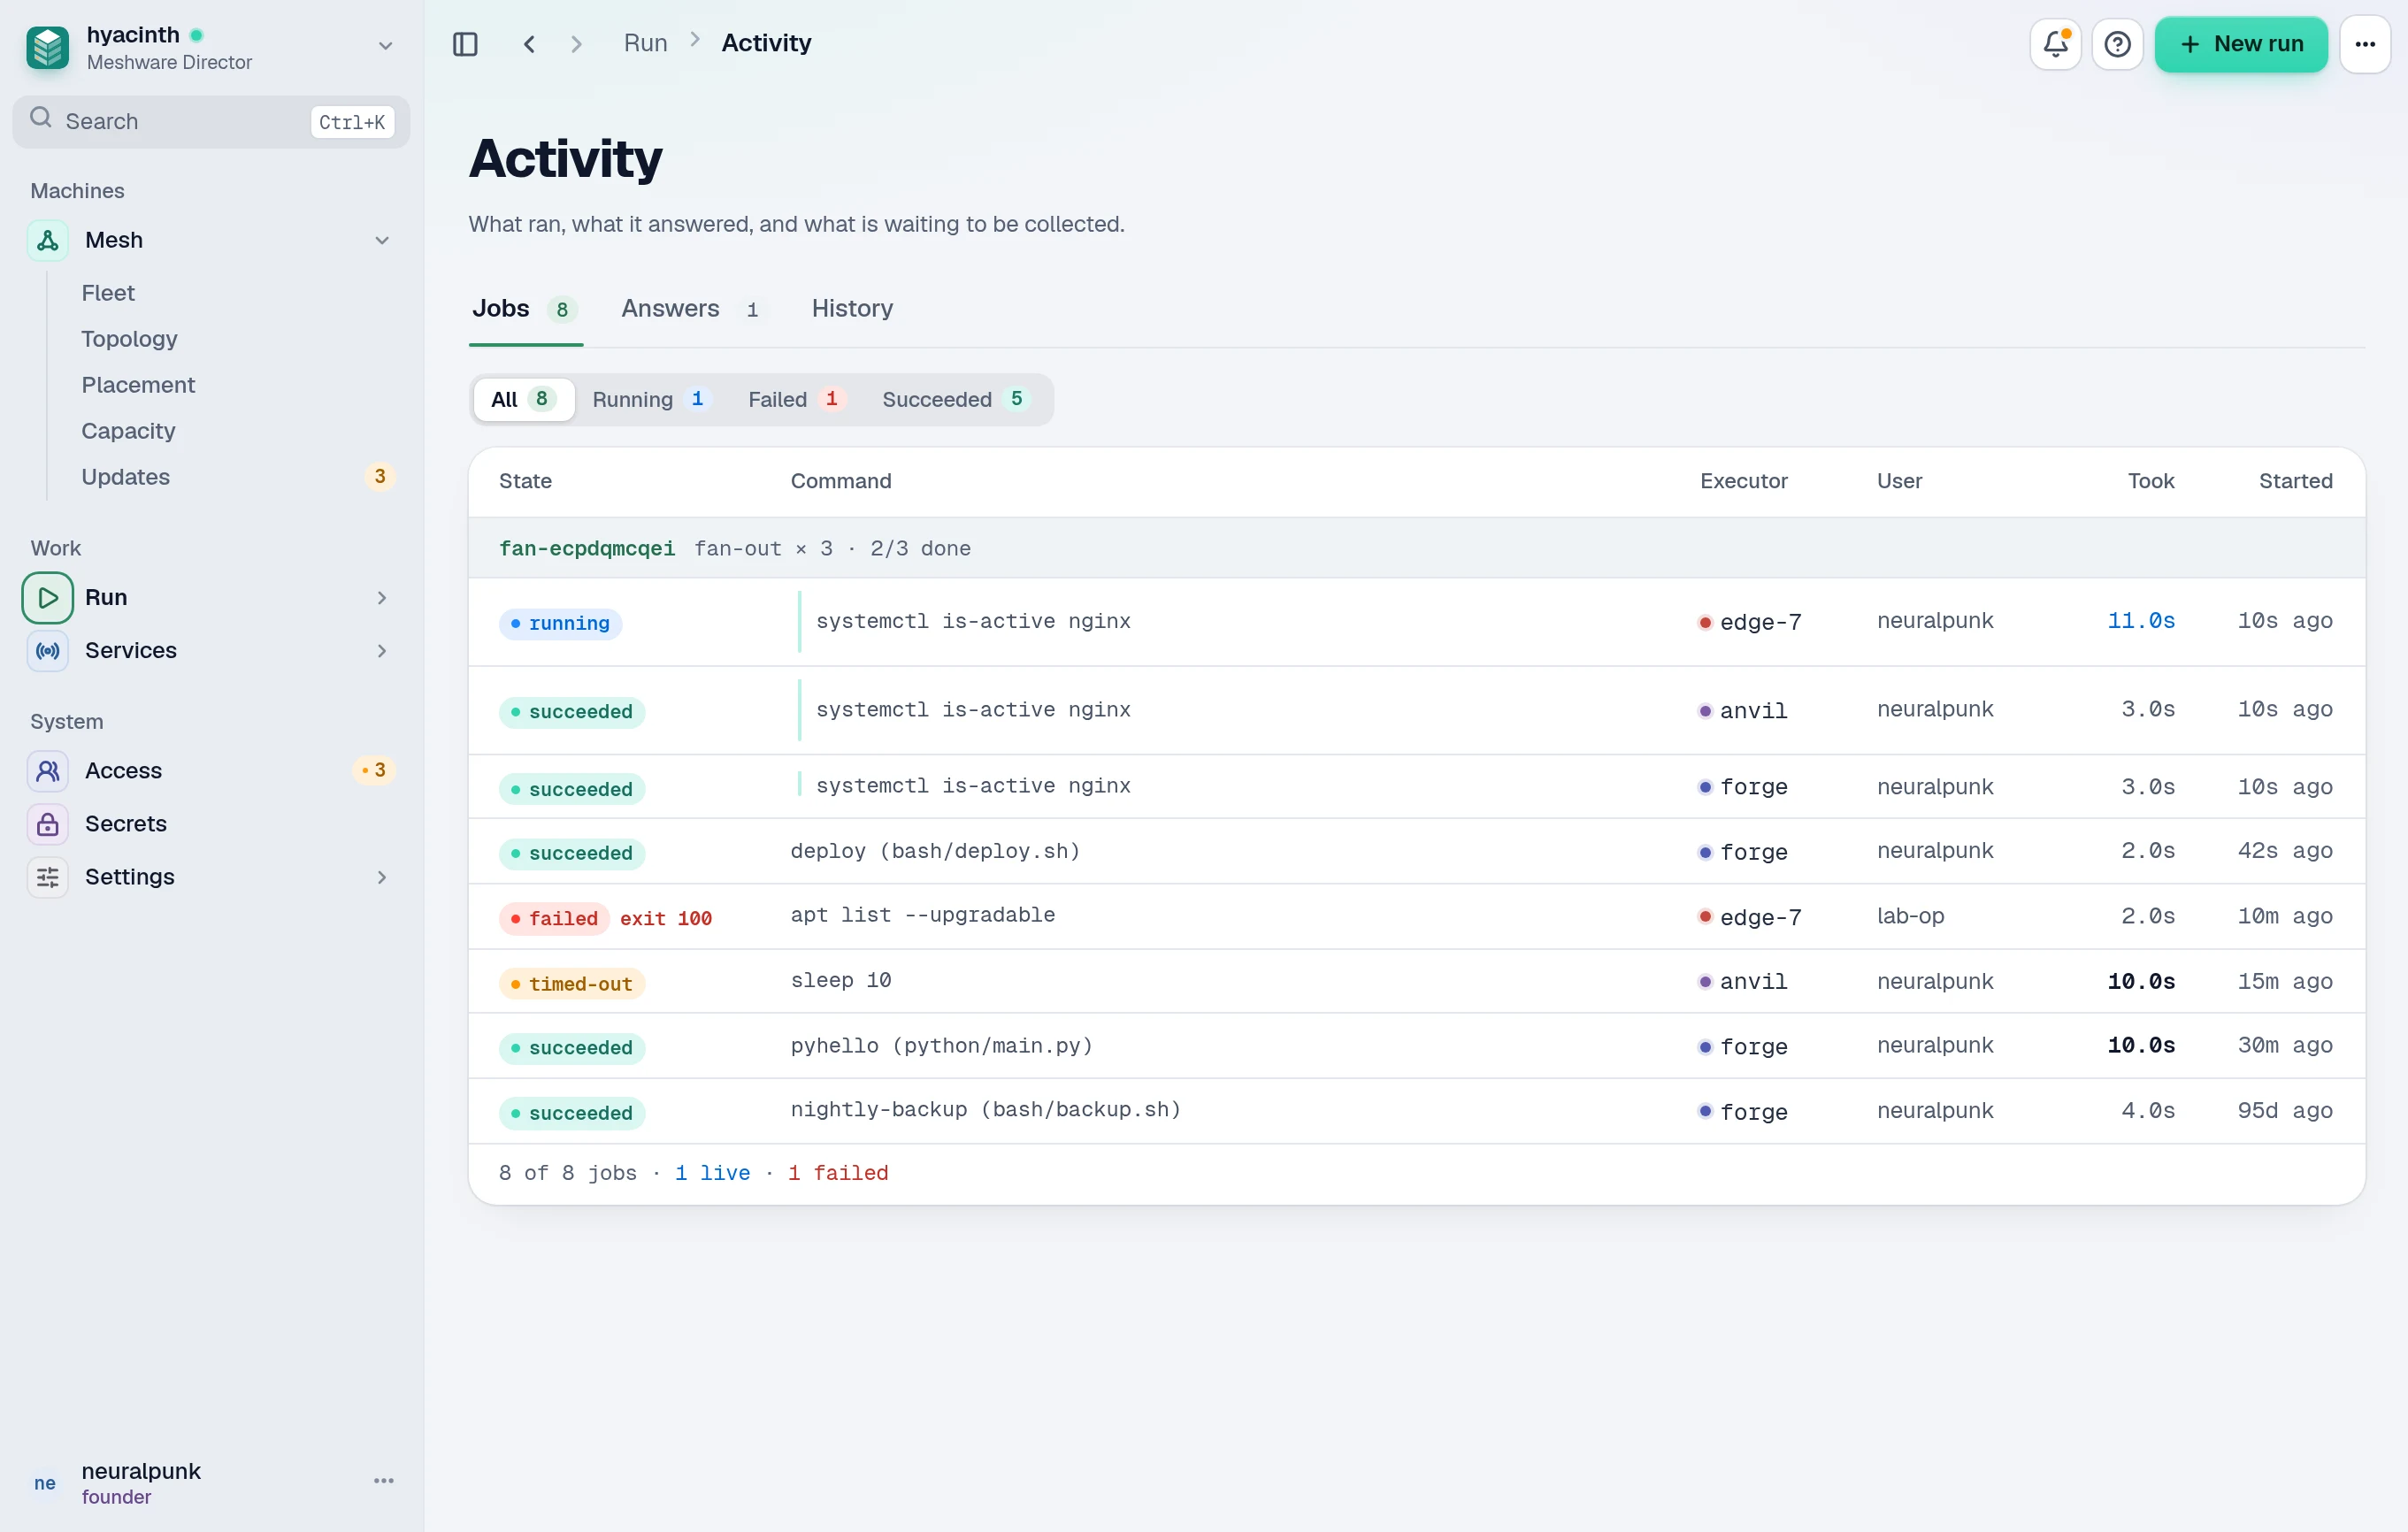 hyacinth
Meshware Director
Search Ctrl+K
Machines
Mesh
Fleet
Topology
Placement
Capacity
Updates 3
Work
Run
Services
System
Access 3
Secrets
Settings
ne
neuralpunk
founder
Run Activity
New run
Activity
What ran, what it answered, and what is waiting to be collected.
Jobs 8 Answers 1 History
All 8 Running 1 Failed 1 Succeeded 5
State Command Executor User Took Started
fan-ecpdqmcqei fan-out × 3 · 2/3 done
running systemctl is-active nginx edge-7 neuralpunk 11.0s 10s ago
succeeded systemctl is-active nginx anvil neuralpunk 3.0s 10s ago
succeeded systemctl is-active nginx forge neuralpunk 3.0s 10s ago
succeeded deploy (bash/deploy.sh) forge neuralpunk 2.0s 42s ago
failed exit 100 apt list --upgradable edge-7 lab-op 2.0s 10m ago
timed-out sleep 10 anvil neuralpunk 10.0s 15m ago
succeeded pyhello (python/main.py) forge neuralpunk 10.0s 30m ago
succeeded nightly-backup (bash/backup.sh) forge neuralpunk 4.0s 95d ago
8 of 8 jobs · 1 live · 1 failed